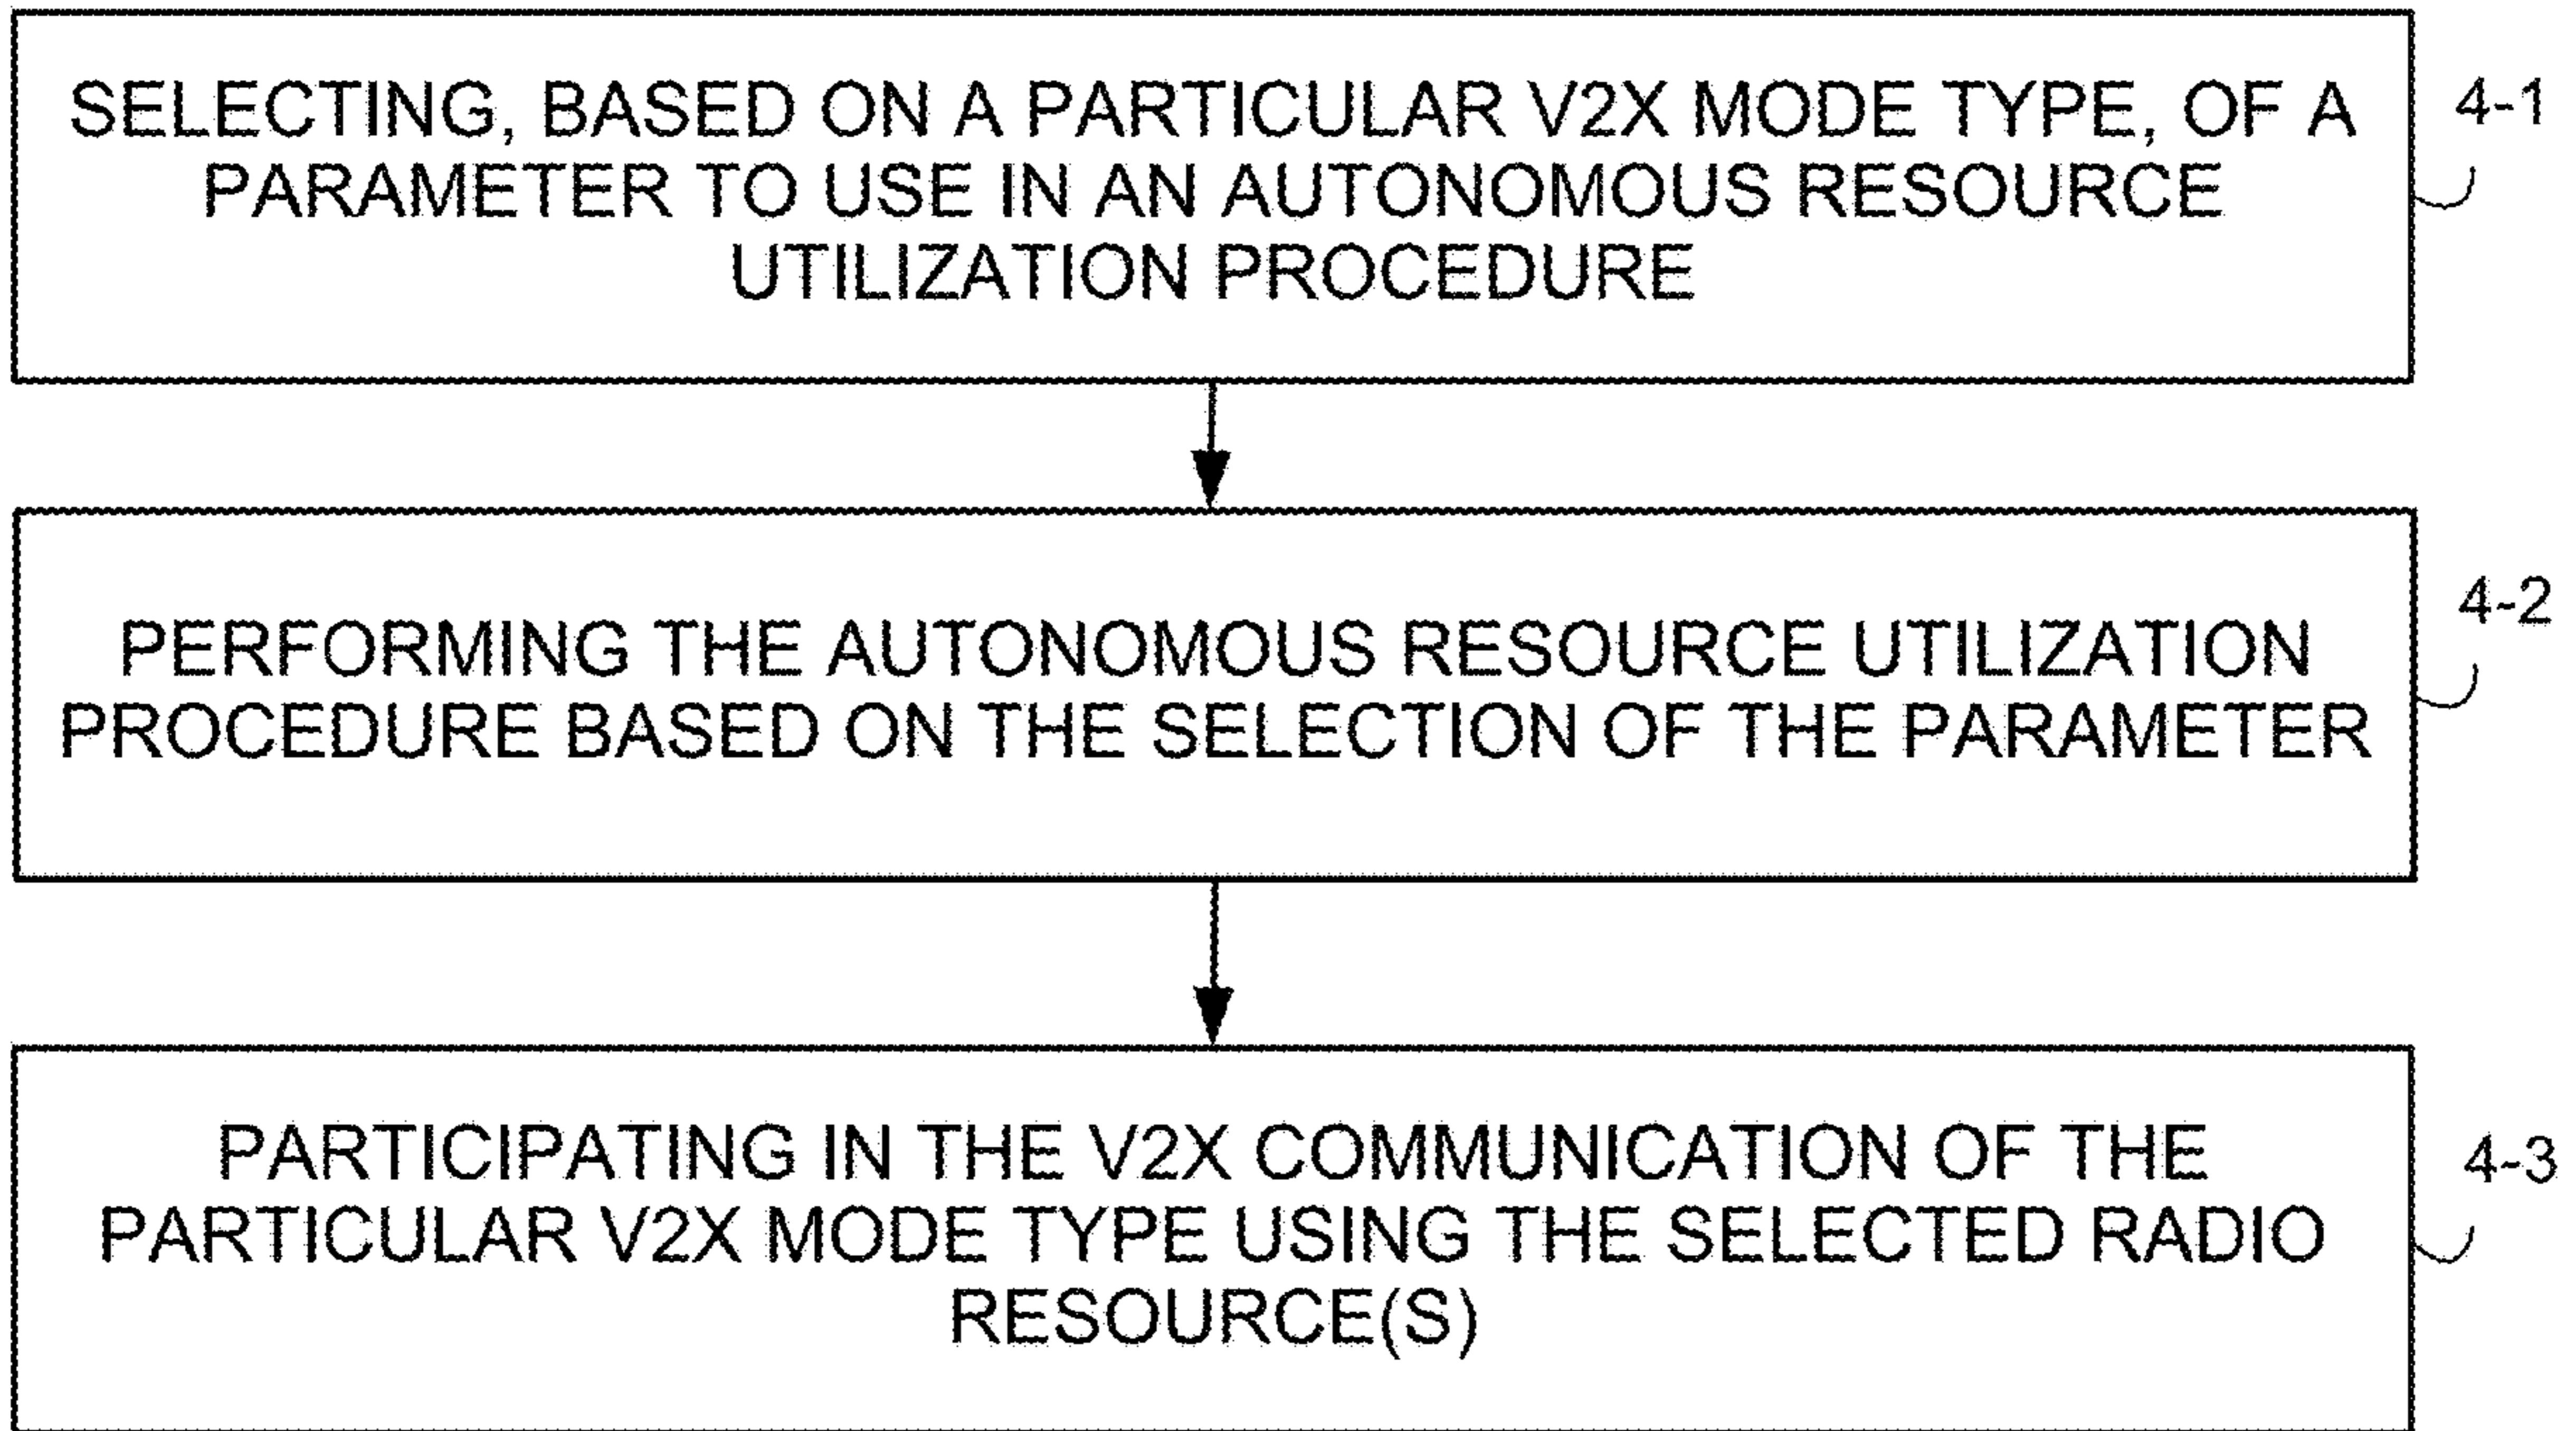 SELECTING, BASED ON A PARTICULAR V2X MODE TYPE, OF A
PARAMETER TO USE IN AN AUTONOMOUS RESOURCE
UTILIZATION PROCEDURE
4-1
PERFORMING THE AUTONOMOUS RESOURCE UTILIZATION
PROCEDURE BASED ON THE SELECTION OF THE PARAMETER
4-2
PARTICIPATING IN THE V2X COMMUNICATION OF THE
PARTICULAR V2X MODE TYPE USING THE SELECTED RADIO
RESOURCE(S)
4-3